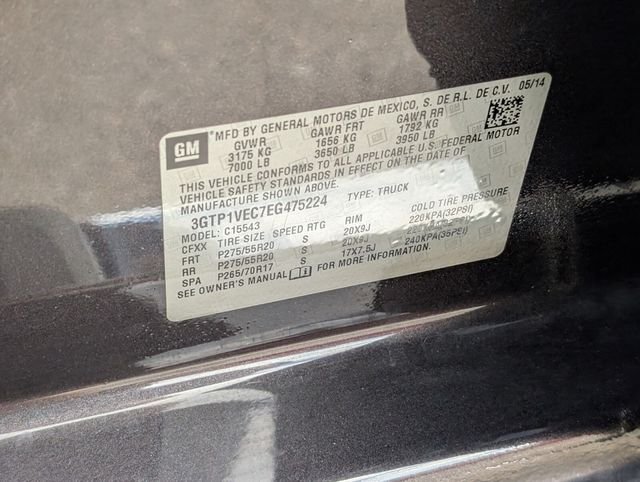 GM
*MFD BY GENERAL MOTORS DE MEXICO, S. DE R.L. DE C.V. 05/14
GVWR GAWR FRT GAWR RR
3175 KG 1656 KG 1792 KG
7000 LB 3650 LB 3950 LB
THIS VEHICLE CONFORMS TO ALL APPLICABLE U.S. FEDERAL MOTOR
VEHICLE SAFETY STANDARDS IN EFFECT ON THE DATE OF
MANUFACTURE SHOWN ABOVE.
3GTP1VEC7EG475224 TYPE: TRUCK
MODEL: C15543
CFXX TIRE SIZE SPEED RTG RIM COLD TIRE PRESSURE
FRT P275/55R20 S 20X9J 220KPA(32PSI)
RR P275/55R20 S 20X9J
SPA P265/70R17 S 17X7.5J 240KPA(35PSI)
SEE OWNER'S MANUAL FOR MORE INFORMATION.